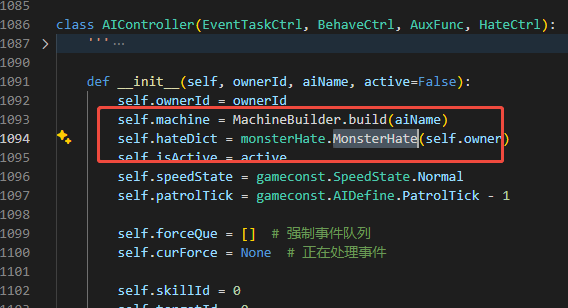 1085
1086 class AIController(EventTaskCtrl, BehaveCtrl, AuxFunc, HateCtrl):
1087 '''…
1090
1091 def __init__(self, ownerId, aiName, active=False):
1092 self.ownerId = ownerId
1093 self.machine = MachineBuilder.build(aiName)
1094 self.hateDict = monsterHate.MonsterHate(self.owner)
1095 self.isActive = active
1096 self.speedState = gameconst.SpeedState.Normal
1097 self.patrolTick = gameconst.AIDefine.PatrolTick - 1
1098
1099 self.forceQue = [] # 强制事件队列
1100 self.curForce = None # 正在处理事件
1101
1102 self.skillId = 0
1103